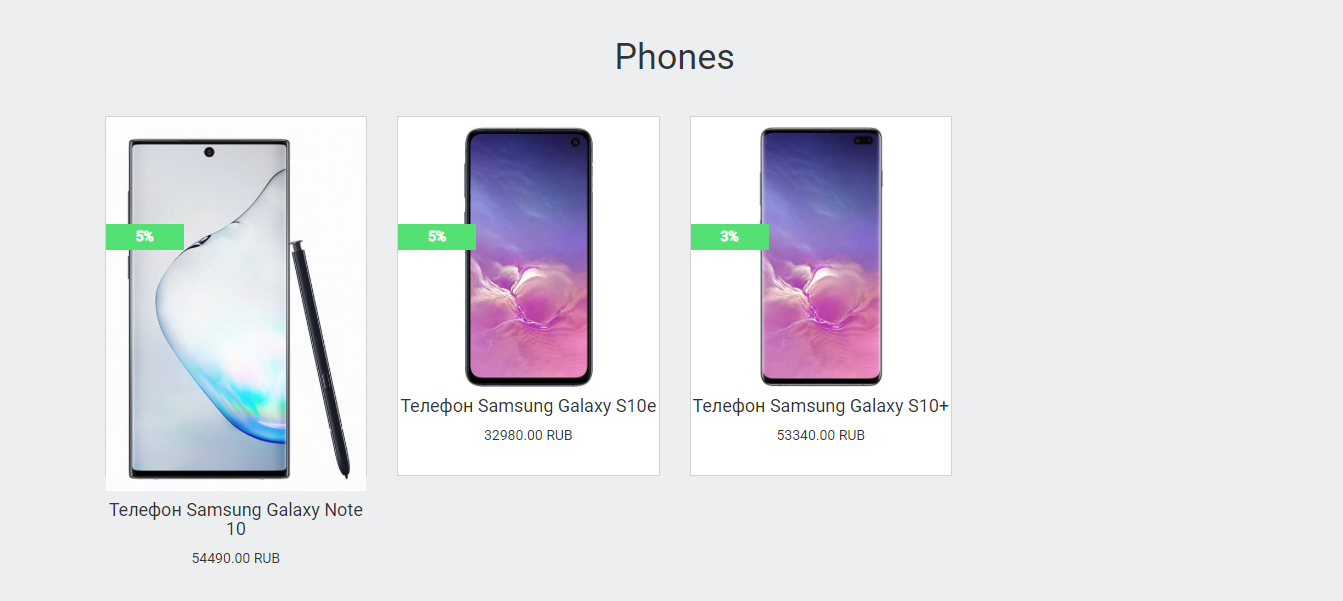 Phones
5%
Телефон Samsung Galaxy Note
10
54490.00 RUB
5%
Телефон Samsung Galaxy S10e
32980.00 RUB
3%
Телефон Samsung Galaxy S10+
53340.00 RUB